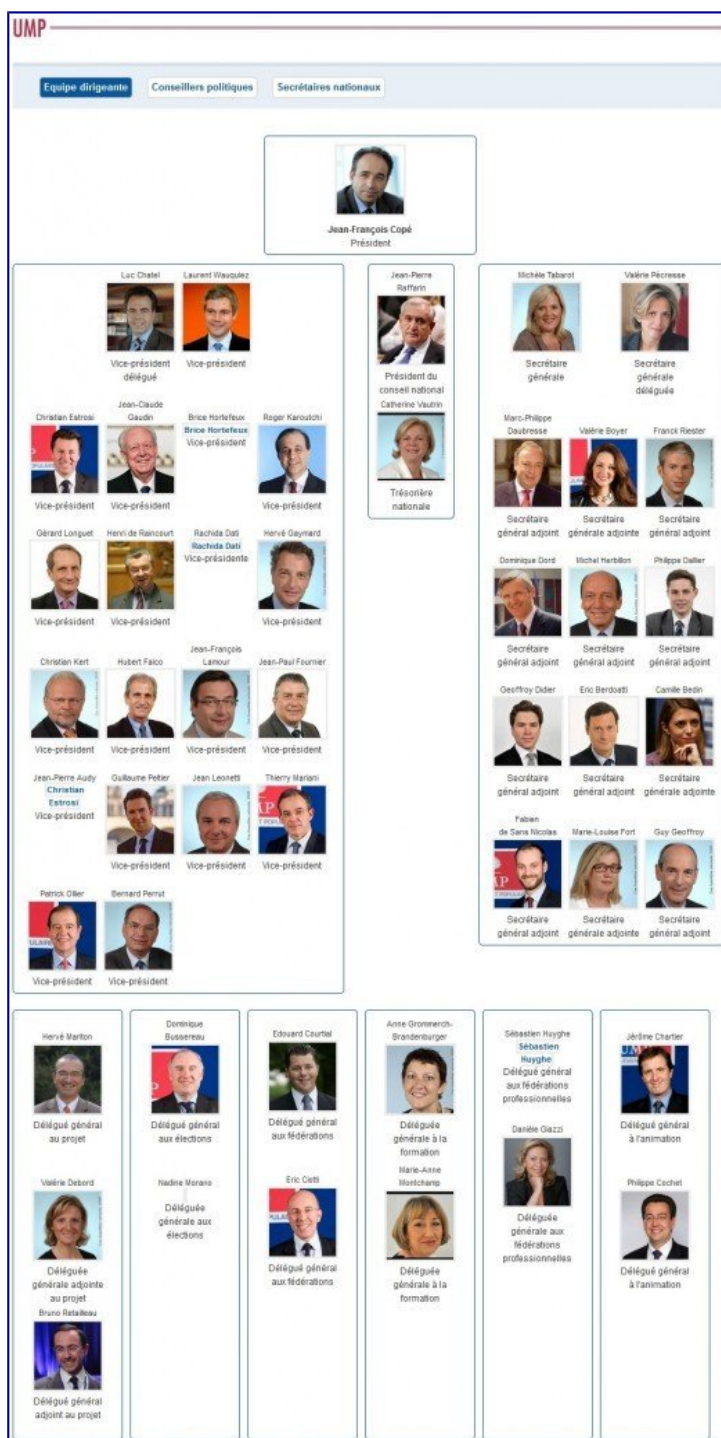 UMP
Equipe dirigeante
Conseillers politiques
Secrétaires nationaux
Jean-François Copé
Président
Luc Chatel
Vice-président
délégué
Laurent Wauquiez
Vice-président
Christian Estrosi
Vice-président
Jean-Claude
Gaudin
Vice-président
Brice Hortefeux
Brice Hortefeux
Vice-président
Roger Karoutchi
Vice-président
Gérard Longuet
Vice-président
Henri de Raincourt
Vice-président
Rachida Dati
Rachida Dati
Vice-présidente
Hervé Gaymard
Vice-président
Christian Kert
Vice-président
Hubert Falco
Vice-président
Jean-François
Lamour
Vice-président
Jean-Paul Fournier
Vice-président
Jean-Pierre Audy
Christian
Estrosi
Vice-président
Guillaume Peltier
Vice-président
Jean Leonetti
Vice-président
Thierry Mariani
Vice-président
Patrick Ollier
Vice-président
Bernard Perrut
Vice-président
Jean-Pierre
Raffarin
Président du
conseil national
Catherine Vautrin
Trésorière
nationale
Michèle Tabarot
Secrétaire
générale
Valérie Pécresse
Secrétaire
générale
déléguée
Marc-Philippe
Daubresse
Secrétaire
général adjoint
Valérie Boyer
Secrétaire
générale adjointe
Franck Riester
Secrétaire
général adjoint
Dominique Dord
Secrétaire
général adjoint
Michel Herbillon
Secrétaire
général adjoint
Philippe Dallier
Secrétaire
général adjoint
Geoffroy Didier
Secrétaire
général adjoint
Eric Berdoatti
Secrétaire
général adjoint
Camille Bedin
Secrétaire
générale adjointe
Fabien
de Sans Nicolas
Secrétaire
général adjoint
Marie-Louise Fort
Secrétaire
générale adjointe
Guy Geoffroy
Secrétaire
général adjoint
Hervé Mariton
Délégué général
au projet
Valérie Debord
Déléguée
générale adjointe
au projet
Bruno Retailleau
Délégué général
adjoint au projet
Dominique
Bussereau
Délégué général
aux élections
Nadine Morano
Déléguée
générale aux
élections
Edouard Courtial
Délégué général
aux fédérations
Eric Ciotti
Délégué général
aux fédérations
Anne Grommerch-
Brandenburger
Déléguée
générale à la
formation
Marie-Anne
Montchamp
Déléguée
générale à la
formation
Sébastien Huyghe
Sébastien
Huyghe
Délégué général
aux fédérations
professionnelles
Danièle Giazzi
Déléguée
générale aux
fédérations
professionnelles
Jérôme Chartier
Délégué général
à l'animation
Philippe Cochet
Délégué général
à l'animation